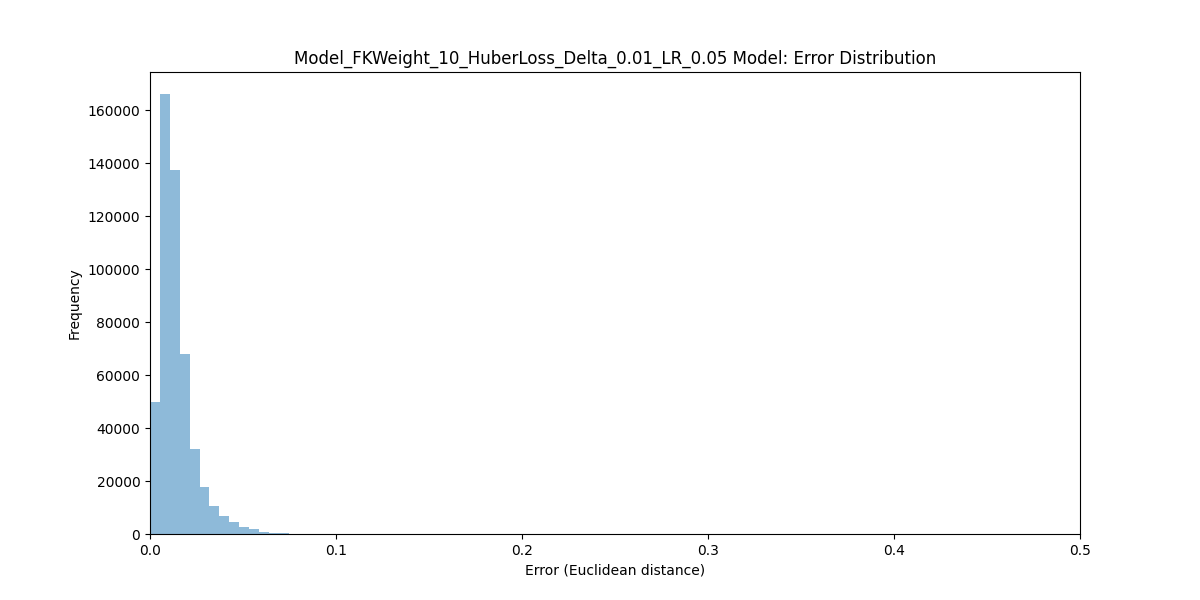 Model_FKWeight_10_HuberLoss_Delta_0.01_LR_0.05 Model: Error Distribution
160000
140000
120000
100000
80000
60000
40000
20000
0
Frequency
0.0 0.1 0.2 0.3 0.4 0.5
Error (Euclidean distance)